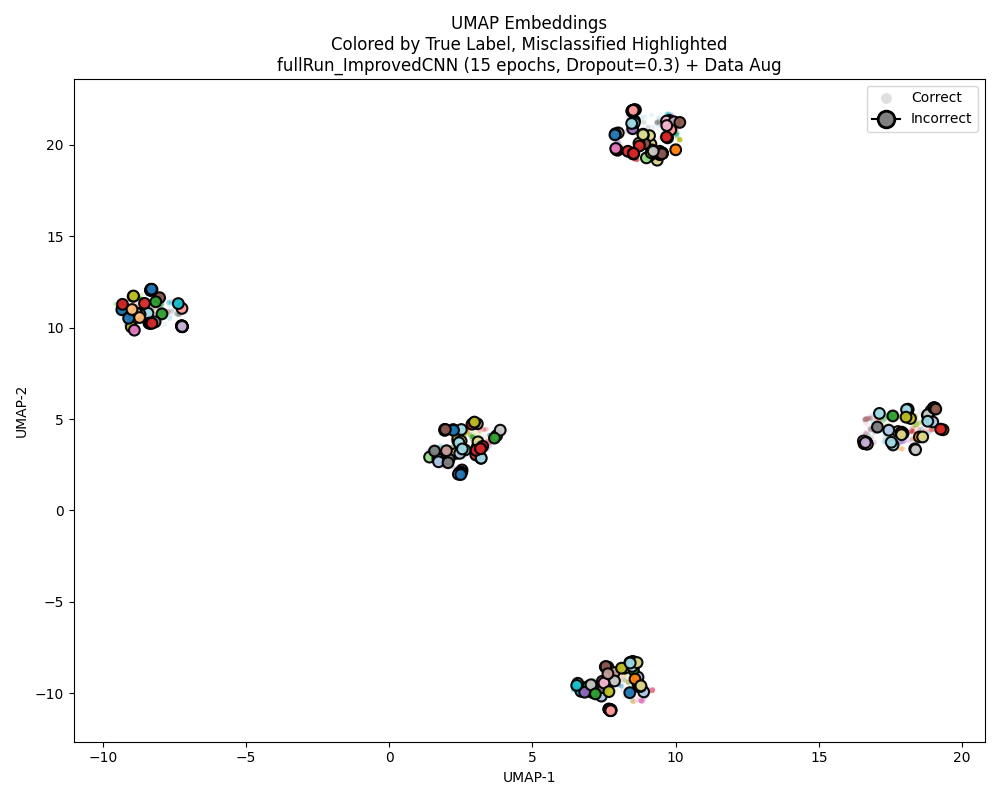 UMAP Embeddings
Colored by True Label, Misclassified Highlighted
fullRun_ImprovedCNN (15 epochs, Dropout=0.3) + Data Aug
Correct
Incorrect
20
15
10
5
0
−5
−10
UMAP-2
−10 −5 0 5 10 15 20
UMAP-1